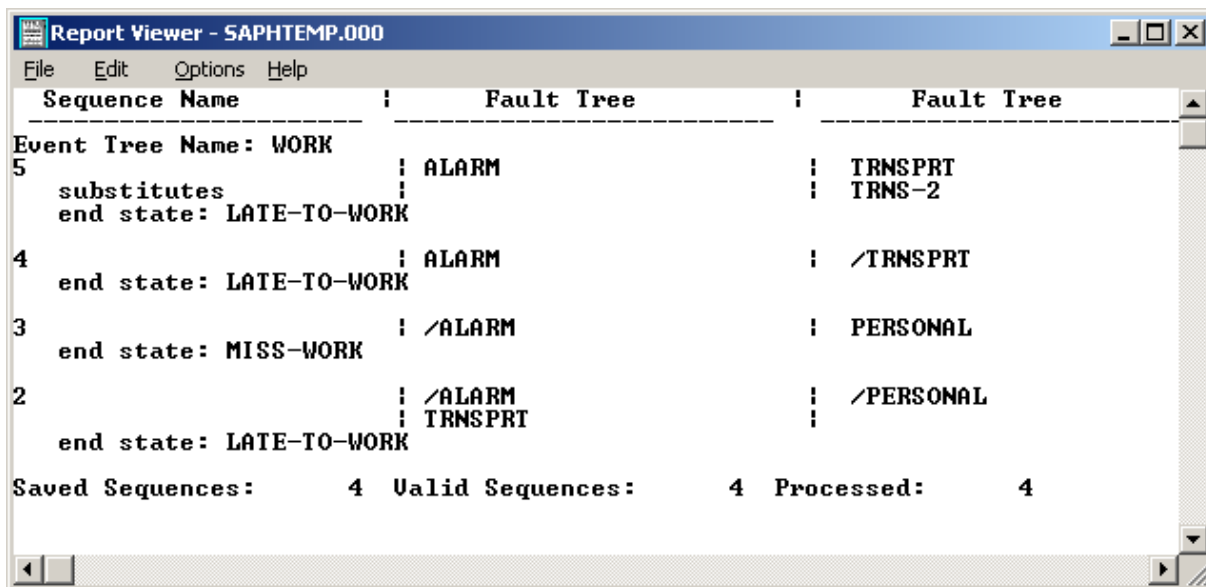 Report Viewer - SAPHTEMP.000
File Edit Options Help
Sequence Name | Fault Tree | Fault Tree
Event Tree Name: WORK
5 | ALARM | TRNSPRT
substitutes | | TRNS-2
end state: LATE-TO-WORK
4 | ALARM | /TRNSPRT
end state: LATE-TO-WORK
3 | /ALARM | PERSONAL
end state: MISS-WORK
2 | /ALARM | /PERSONAL
| TRNSPRT |
end state: LATE-TO-WORK
Saved Sequences: 4 Valid Sequences: 4 Processed: 4